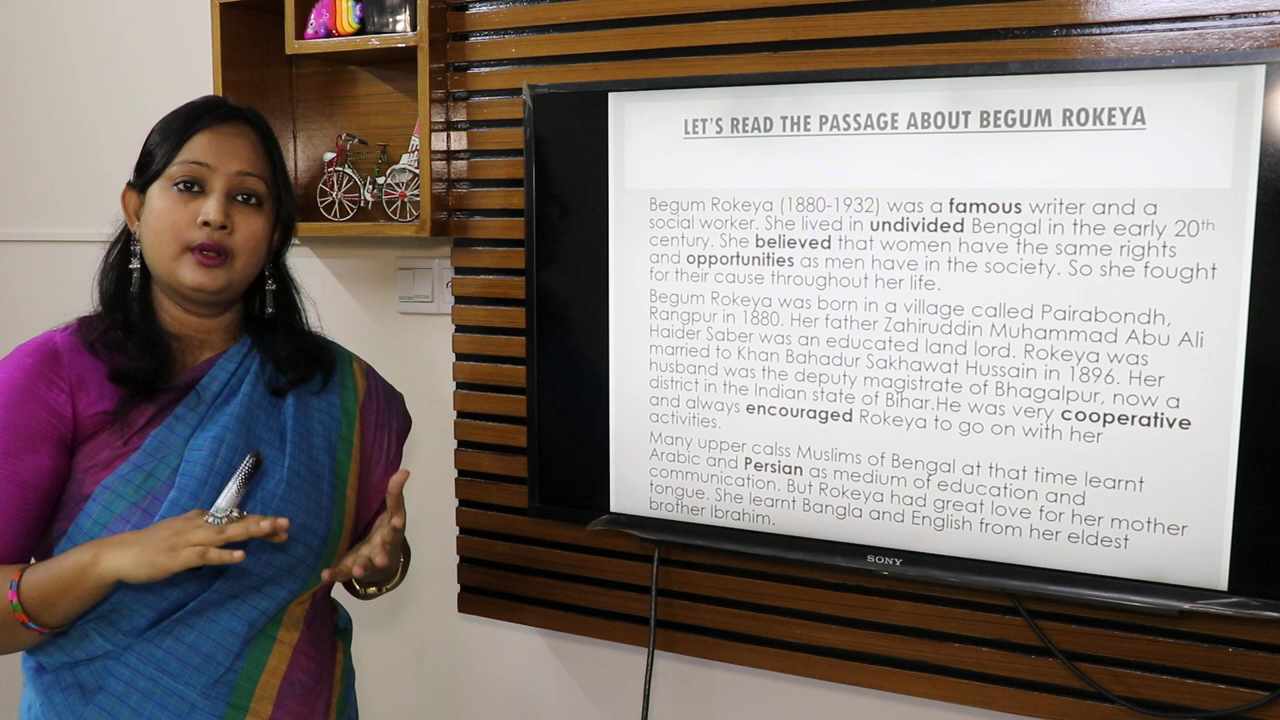 LET'S READ THE PASSAGE ABOUT BEGUM ROKEYA
Begum Rokeya (1880-1932) was a famous writer and a
social worker. She lived in undivided Bengal in the early 20th
century. She believed that women have the same rights
and opportunities as men have in the society. So she fought
for their cause throughout her life.
Begum Rokeya was born in a village called Pairabondh,
Rangpur in 1880. Her father Zahiruddin Muhammad Abu Ali
Haider Saber was an educated land lord. Rokeya was
married to Khan Bahadur Sakhawat Hussain in 1896. Her
husband was the deputy magistrate of Bhagalpur, now a
district in the Indian state of Bihar.He was very cooperative
and always encouraged Rokeya to go on with her
activities.
Many upper calss Muslims of Bengal at that time learnt
Arabic and Persian as medium of education and
communication. But Rokeya had great love for her mother
tongue. She learnt Bangla and English from her eldest
brother Ibrahim.
SONY